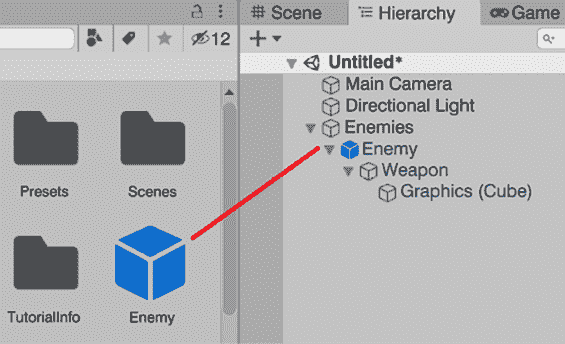 12
Presets
Scenes
TutorialInfo
Enemy
Scene
Hierarchy
Game
Untitled*
Main Camera
Directional Light
Enemies
Enemy
Weapon
Graphics (Cube)